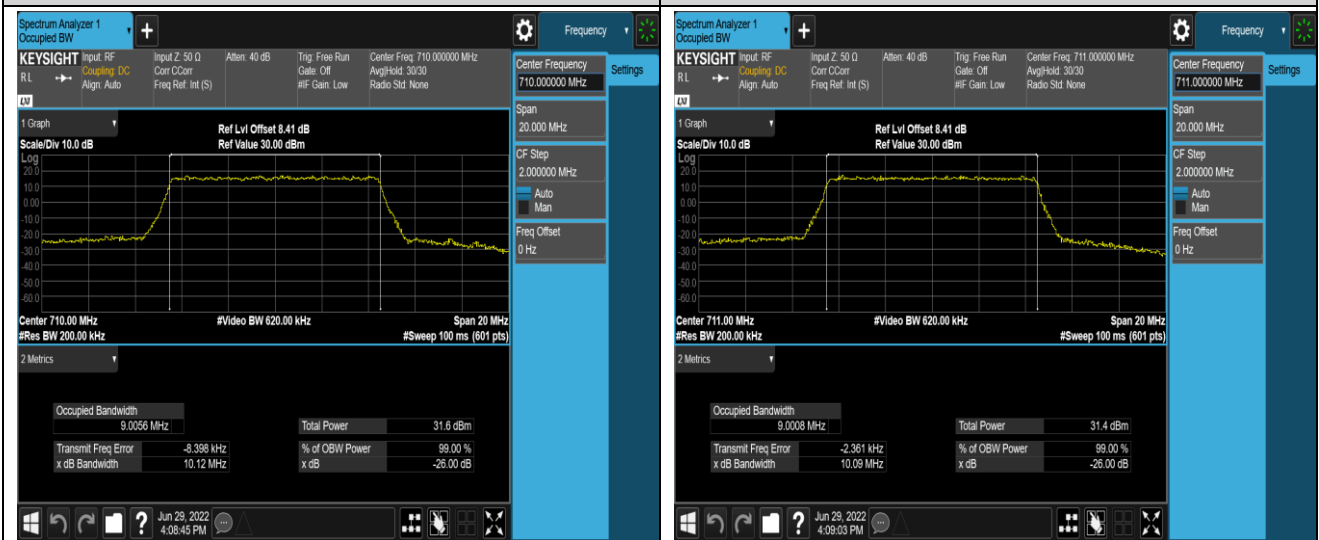 Spectrum Analyzer 1
Occupied BW
+
Frequency
KEYSIGHT
R L
LXI
Input: RF
Coupling: DC
Align: Auto
Input Z: 50 Ω
Corr CCorr
Freq Ref: Int (S)
Atten: 40 dB
Trig: Free Run
Gate: Off
#IF Gain: Low
Center Freq: 710.000000 MHz
Avg|Hold: 30/30
Radio Std: None
Center Frequency
710.000000 MHz
Settings
Span
20.000 MHz
CF Step
2.000000 MHz
Auto
Man
Freq Offset
0 Hz
1 Graph
Scale/Div 10.0 dB
Ref Lvl Offset 8.41 dB
Ref Value 30.00 dBm
Log
20.0
10.0
0.00
-10.0
-20.0
-30.0
-40.0
-50.0
-60.0
Center 710.00 MHz
#Video BW 620.00 kHz
Span 20 MHz
#Res BW 200.00 kHz
#Sweep 100 ms (601 pts)
2 Metrics
Occupied Bandwidth
9.0056 MHz
Total Power 31.6 dBm
Transmit Freq Error -8.398 kHz
% of OBW Power 99.00 %
x dB Bandwidth 10.12 MHz
x dB -26.00 dB
?
Jun 29, 2022
4:08:45 PM
Spectrum Analyzer 1
Occupied BW
+
Frequency
KEYSIGHT
R L
LXI
Input: RF
Coupling: DC
Align: Auto
Input Z: 50 Ω
Corr CCorr
Freq Ref: Int (S)
Atten: 40 dB
Trig: Free Run
Gate: Off
#IF Gain: Low
Center Freq: 711.000000 MHz
Avg|Hold: 30/30
Radio Std: None
Center Frequency
711.000000 MHz
Settings
Span
20.000 MHz
CF Step
2.000000 MHz
Auto
Man
Freq Offset
0 Hz
1 Graph
Scale/Div 10.0 dB
Ref Lvl Offset 8.41 dB
Ref Value 30.00 dBm
Log
20.0
10.0
0.00
-10.0
-20.0
-30.0
-40.0
-50.0
-60.0
Center 711.00 MHz
#Video BW 620.00 kHz
Span 20 MHz
#Res BW 200.00 kHz
#Sweep 100 ms (601 pts)
2 Metrics
Occupied Bandwidth
9.0008 MHz
Total Power 31.4 dBm
Transmit Freq Error -2.361 kHz
% of OBW Power 99.00 %
x dB Bandwidth 10.09 MHz
x dB -26.00 dB
?
Jun 29, 2022
4:09:03 PM